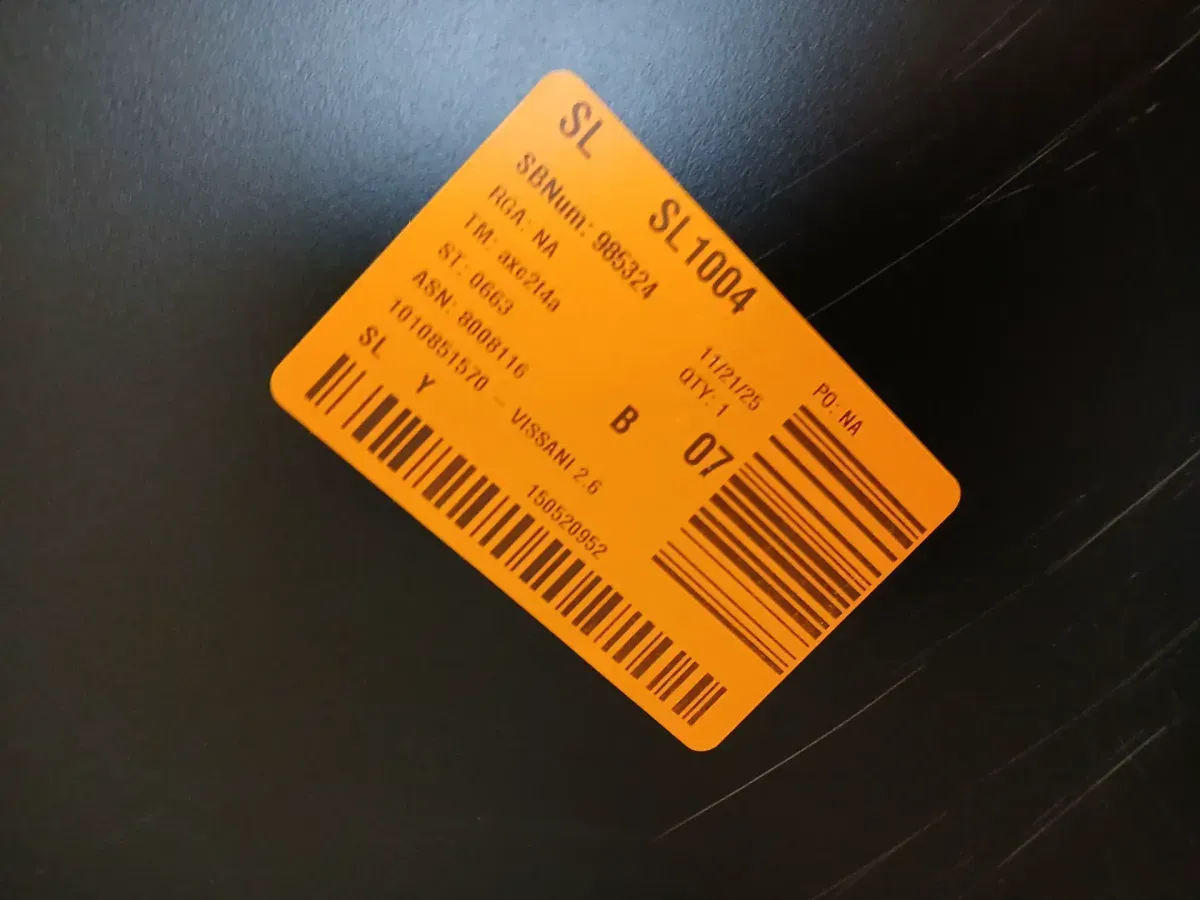 SL SL1004
SBNum: 985324
RGA: NA
TM: axc2t4a 11/21/25 PO: NA
ST: 0663 QTY: 1
ASN: 8008116
1010851570 - VISSANI 2.6
SL Y B 07
150520952